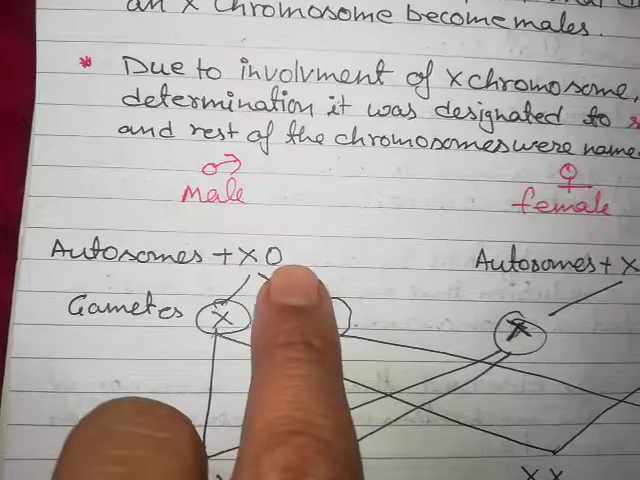 an X chromosome become males.
* Due to involvment of X chromosome,
determination it was designated to
and rest of the chromosomes were name
Male female
Autosomes + XO Autosomes + X
Gametes X X
X X